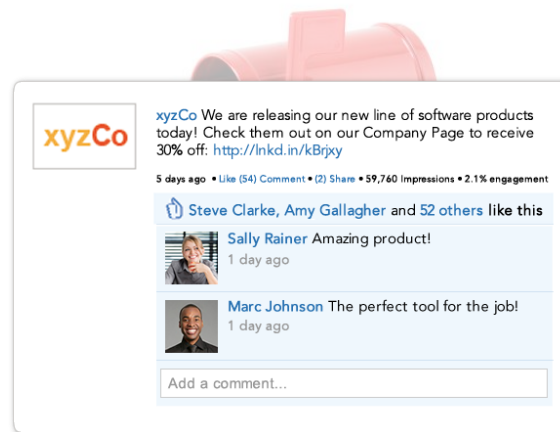 xyzCo
xyzCo We are releasing our new line of software products
today! Check them out on our Company Page to receive
30% off: http://lnkd.in/kBrjxy
5 days ago • Like (54) Comment • (2) Share • 59,760 Impressions • 2.1% engagement
Steve Clarke, Amy Gallagher and 52 others like this
Sally Rainer Amazing product!
1 day ago
Marc Johnson The perfect tool for the job!
1 day ago
Add a comment...